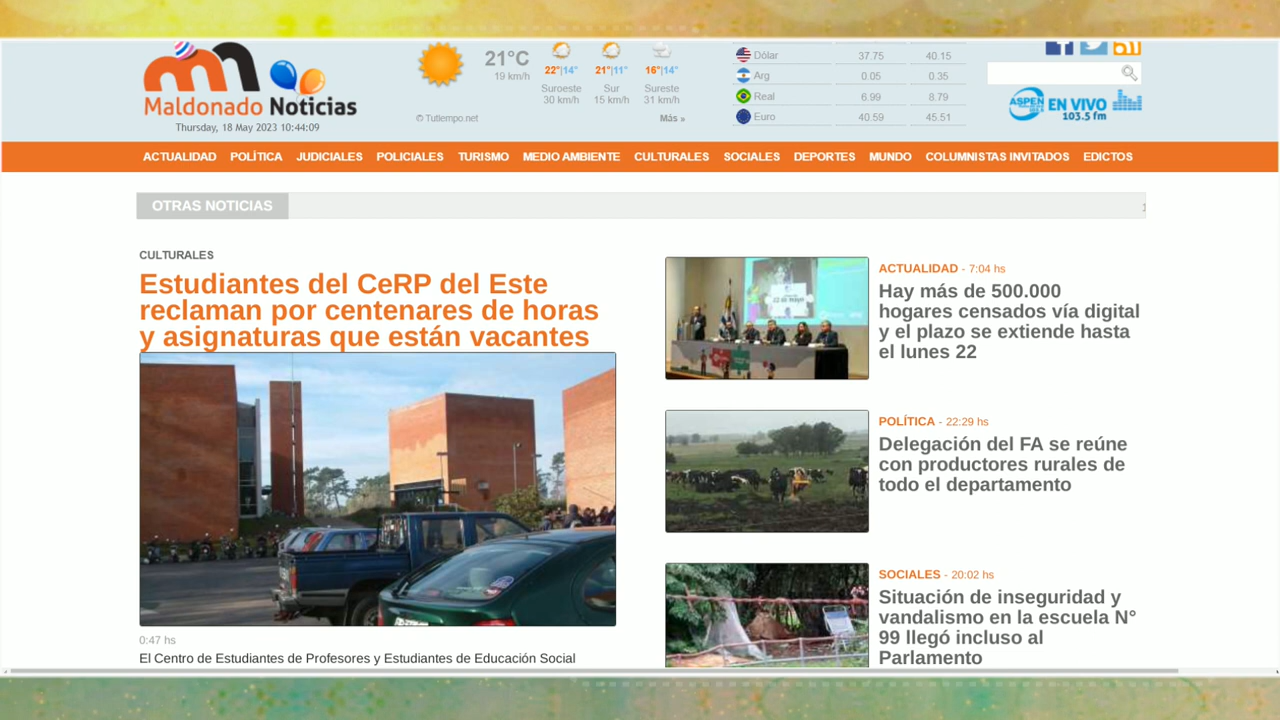 Maldonado Noticias
Thursday, 18 May 2023 10:44:09
21°C
19 km/h
22°|14°
Suroeste
30 km/h
21°|11°
Sur
15 km/h
16°|14°
Sureste
31 km/h
© Tutiempo.net
Más »
Dólar 37.75 40.15
Arg 0.05 0.35
Real 6.99 8.79
Euro 40.59 45.51
ASPEN EN VIVO
103.5 fm
ACTUALIDAD POLÍTICA JUDICIALES POLICIALES TURISMO MEDIO AMBIENTE CULTURALES SOCIALES DEPORTES MUNDO COLUMNISTAS INVITADOS EDICTOS
OTRAS NOTICIAS
CULTURALES
Estudiantes del CeRP del Este
reclaman por centenares de horas
y asignaturas que están vacantes
0:47 hs
El Centro de Estudiantes de Profesores y Estudiantes de Educación Social
ACTUALIDAD - 7:04 hs
Hay más de 500.000
hogares censados vía digital
y el plazo se extiende hasta
el lunes 22
POLÍTICA - 22:29 hs
Delegación del FA se reúne
con productores rurales de
todo el departamento
SOCIALES - 20:02 hs
Situación de inseguridad y
vandalismo en la escuela N°
99 llegó incluso al
Parlamento